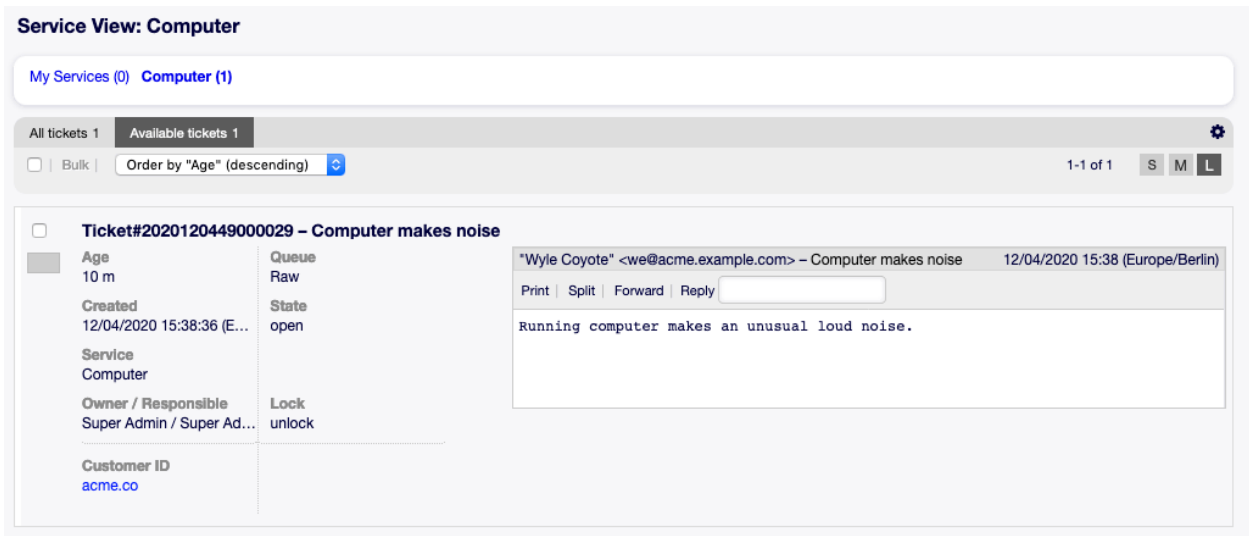 Service View: Computer
My Services (0) Computer (1)
All tickets 1 Available tickets 1
| Bulk | Order by "Age" (descending) 1-1 of 1 S M L
Ticket#2020120449000029 – Computer makes noise
Age Queue
10 m Raw
Created State
12/04/2020 15:38:36 (E... open
Service
Computer
Owner / Responsible Lock
Super Admin / Super Ad... unlock
Customer ID
acme.co
"Wyle Coyote" <we@acme.example.com> – Computer makes noise 12/04/2020 15:38 (Europe/Berlin)
Print | Split | Forward | Reply
Running computer makes an unusual loud noise.